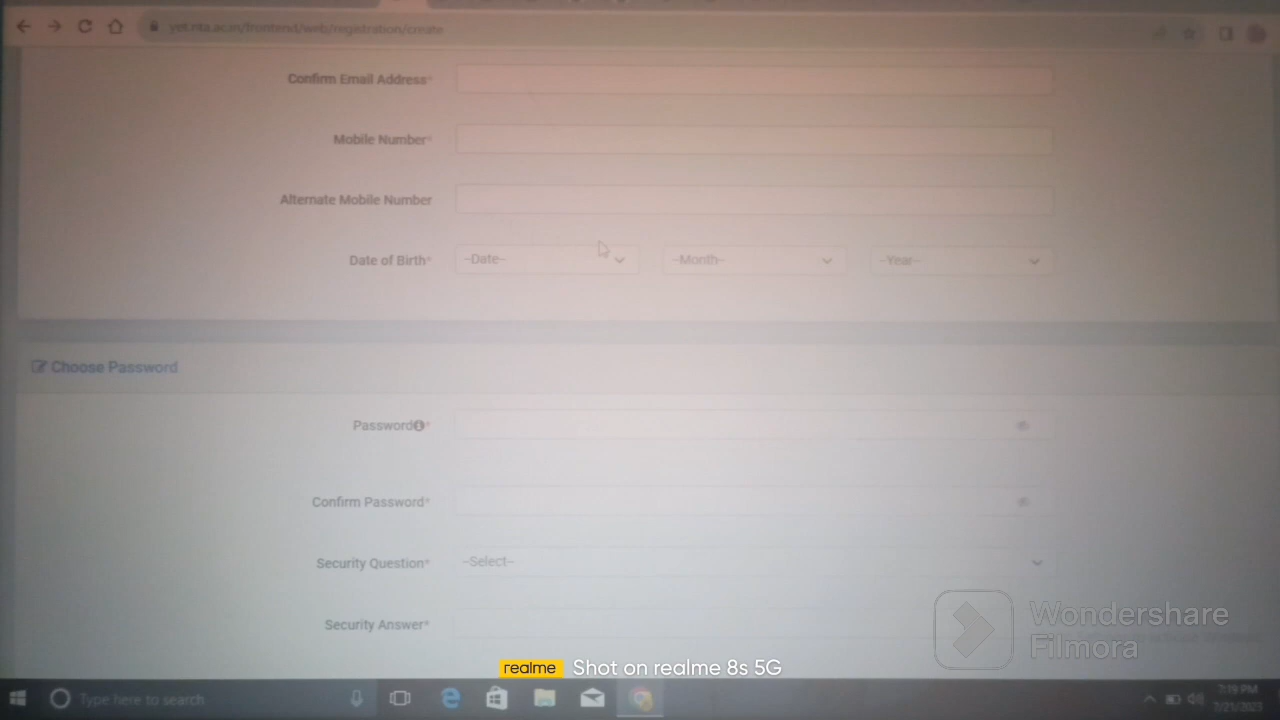 yet.nta.ac.in/frontend/web/registration/create
Confirm Email Address*
Mobile Number*
Alternate Mobile Number
Date of Birth*
--Date--
--Month--
--Year--
Choose Password
Password*
Confirm Password*
Security Question*
--Select--
Security Answer*
Wondershare
Filmora
realme Shot on realme 8s 5G
Type here to search
7:19 PM
7/21/2023